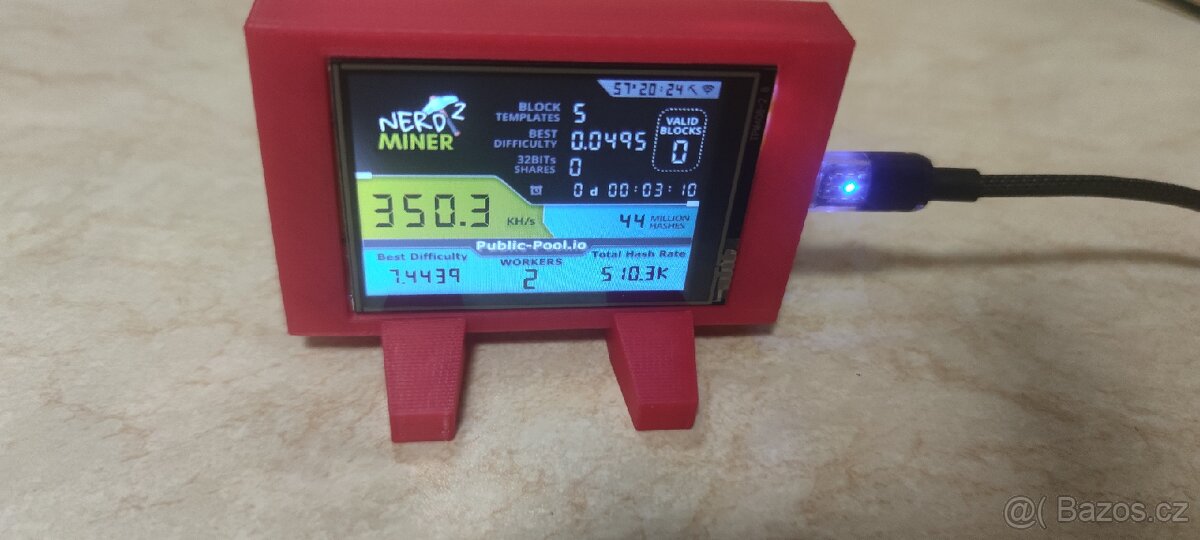 57° 20:24
NERD 2
MINER
BLOCK
TEMPLATES 5
BEST
DIFFICULTY 0.0495
32BITs
SHARES 0
VALID
BLOCKS
0
0 d 00:03:10
350.3 KH/s
44 MILLION
HASHES
Public-Pool.io
Best Difficulty WORKERS Total Hash Rate
7.4439 2 510.3K
@( Bazos.cz